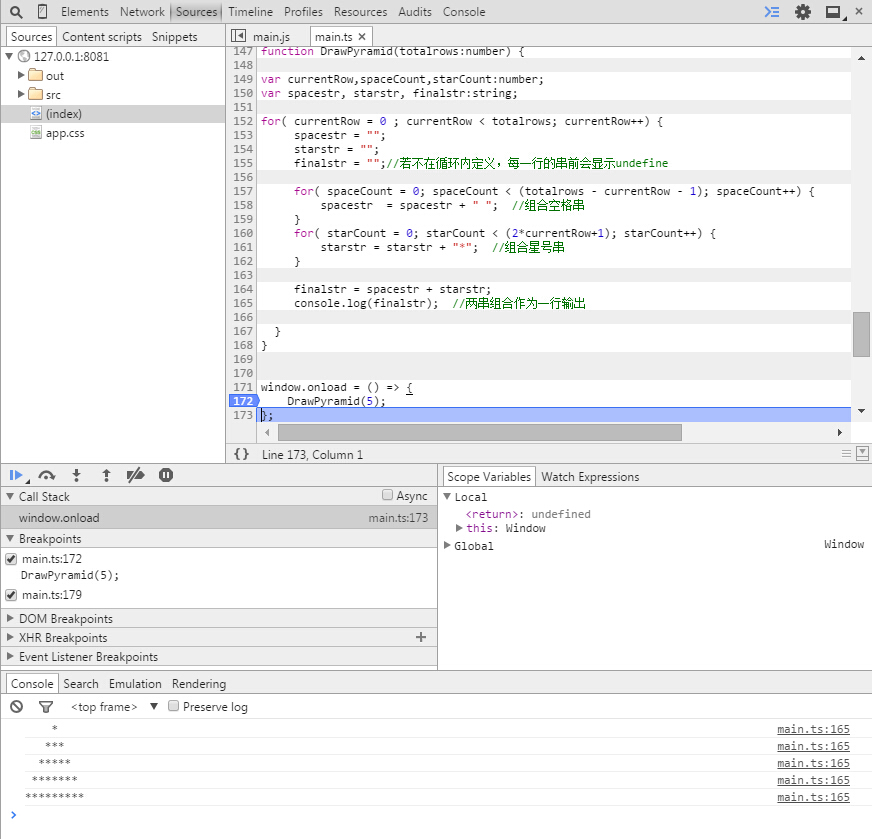 Elements Network Sources Timeline Profiles Resources Audits Console
Sources Content scripts Snippets
main.js main.ts ×
127.0.0.1:8081
out
src
(index)
app.css
147 function DrawPyramid(totalrows:number) {
148
149 var currentRow,spaceCount,starCount:number;
150 var spacestr, starstr, finalstr:string;
151
152 for( currentRow = 0 ; currentRow < totalrows; currentRow++) {
153 spacestr = "";
154 starstr = "";
155 finalstr = "";//若不在循环内定义，每一行的串前会显示undefine
156
157 for( spaceCount = 0; spaceCount < (totalrows - currentRow - 1); spaceCount++) {
158 spacestr  = spacestr + " ";  //组合空格串
159 }
160 for( starCount = 0; starCount < (2*currentRow+1); starCount++) {
161 starstr = starstr + "*";  //组合星号串
162 }
163
164 finalstr = spacestr + starstr;
165 console.log(finalstr);  //两串组合作为一行输出
166
167 }
168 }
169
170
171 window.onload = () => {
172 DrawPyramid(5);
173 };
{} Line 173, Column 1
Call Stack Async
window.onload main.ts:173
Breakpoints
main.ts:172
DrawPyramid(5);
main.ts:179
DOM Breakpoints
XHR Breakpoints +
Event Listener Breakpoints
Scope Variables Watch Expressions
Local
<return>: undefined
this: Window
Global Window
Console Search Emulation Rendering
<top frame> ▼ Preserve log
* main.ts:165
*** main.ts:165
***** main.ts:165
******* main.ts:165
********* main.ts:165
>